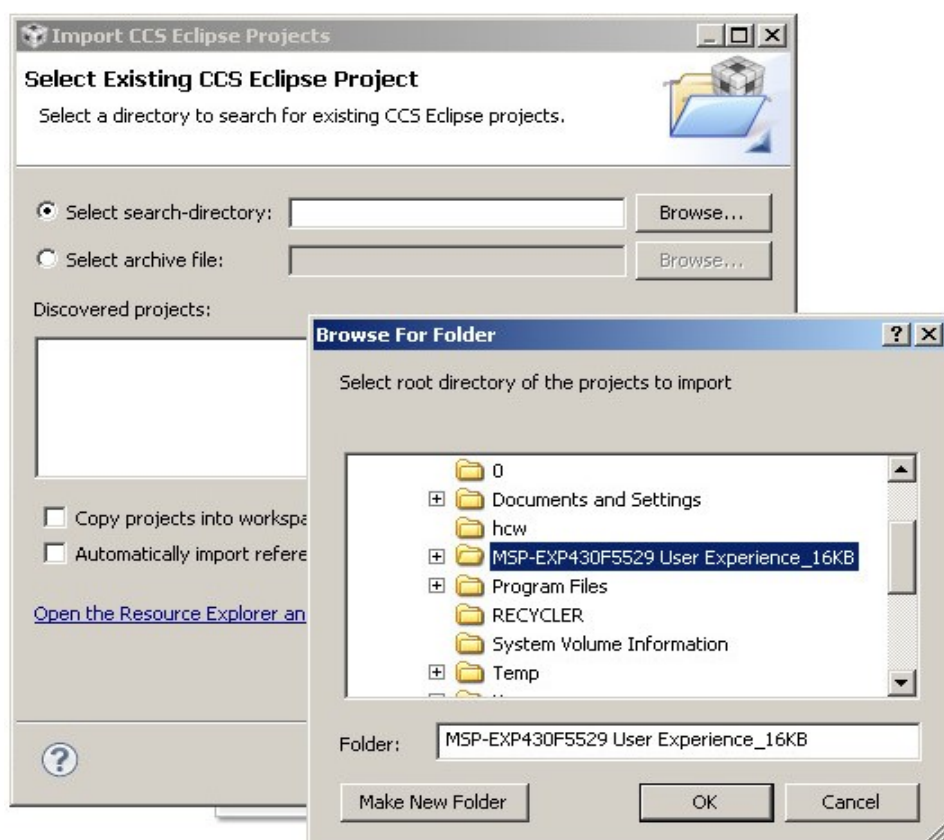 Import CCS Eclipse Projects
Select Existing CCS Eclipse Project
Select a directory to search for existing CCS Eclipse projects.
Select search-directory:
Browse...
Select archive file:
Browse...
Discovered projects:
Copy projects into workspa
Automatically import refere
Open the Resource Explorer an
Browse For Folder
Select root directory of the projects to import
0
Documents and Settings
hcw
MSP-EXP430F5529 User Experience_16KB
Program Files
RECYCLER
System Volume Information
Temp
Folder: MSP-EXP430F5529 User Experience_16KB
Make New Folder
OK
Cancel